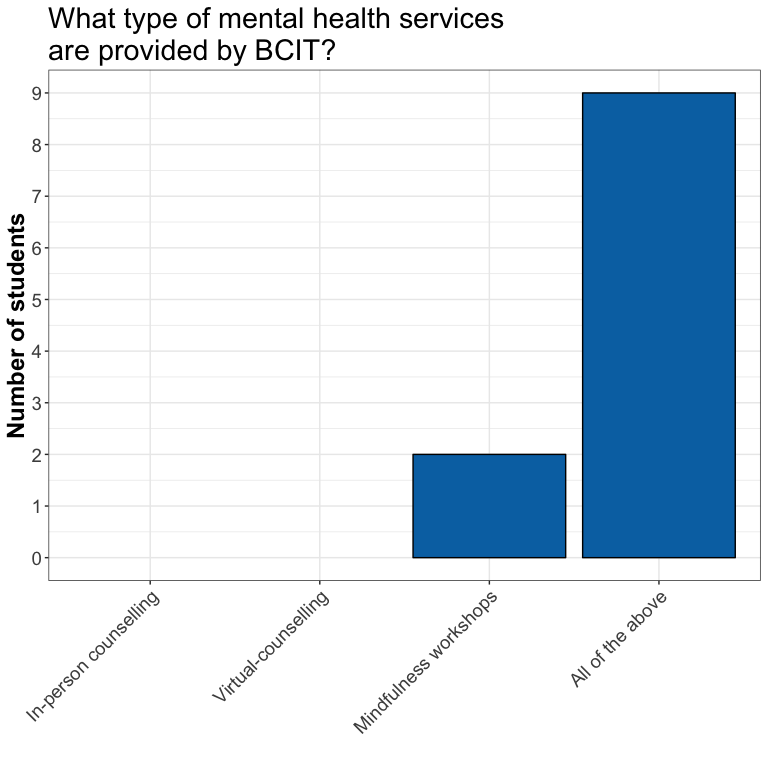 What type of mental health services
are provided by BCIT?
Number of students
9
8
7
6
5
4
3
2
1
0
In-person counselling
Virtual-counselling
Mindfulness workshops
All of the above